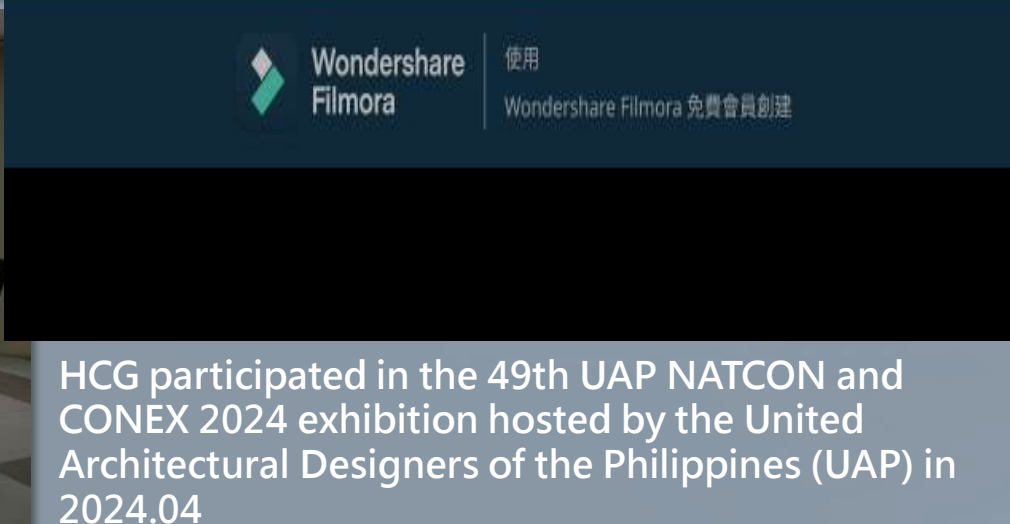 Wondershare
Filmora
使用
Wondershare Filmora 免費會員創建
HCG participated in the 49th UAP NATCON and
CONEX 2024 exhibition hosted by the United
Architectural Designers of the Philippines (UAP) in
2024.04